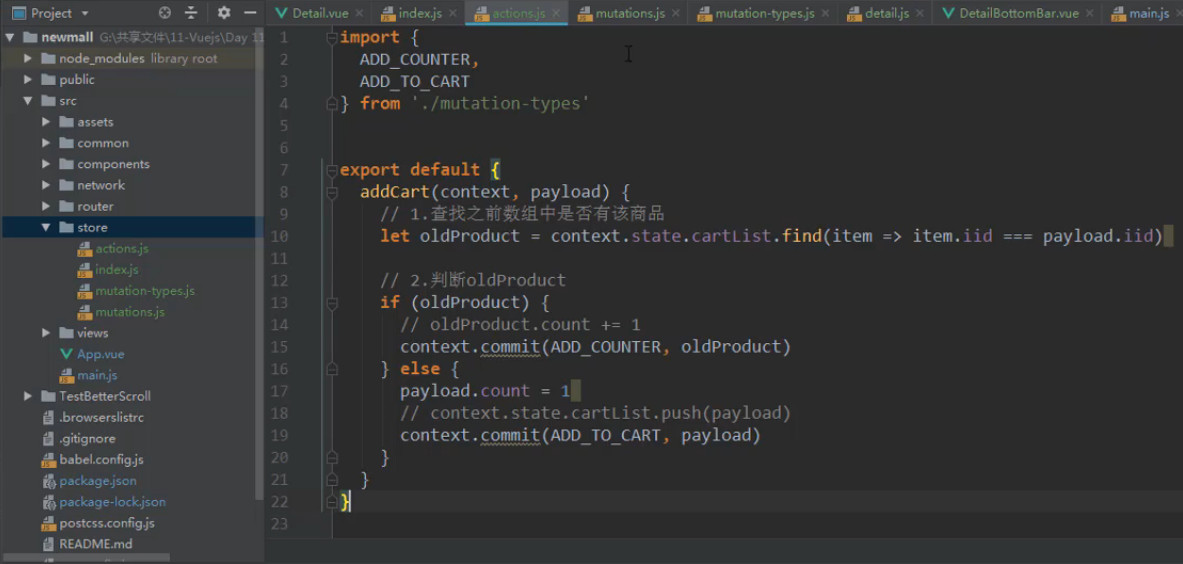 Project
Detail.vue
index.js
actions.js
mutations.js
mutation-types.js
detail.js
DetailBottomBar.vue
main.js
newmall G:\共享文件\11-Vuejs\Day 11
node_modules library root
public
src
assets
common
components
network
router
store
actions.js
index.js
mutation-types.js
mutations.js
views
App.vue
main.js
TestBetterScroll
.browserslistrc
.gitignore
babel.config.js
package.json
package-lock.json
postcss.config.js
README.md
1 import {
2 ADD_COUNTER,
3 ADD_TO_CART
4 } from './mutation-types'
5
6
7 export default {
8 addCart(context, payload) {
9 // 1.查找之前数组中是否有该商品
10 let oldProduct = context.state.cartList.find(item => item.iid === payload.iid)
11
12 // 2.判断oldProduct
13 if (oldProduct) {
14 // oldProduct.count += 1
15 context.commit(ADD_COUNTER, oldProduct)
16 } else {
17 payload.count = 1
18 // context.state.cartList.push(payload)
19 context.commit(ADD_TO_CART, payload)
20 }
21 }
22 }
23